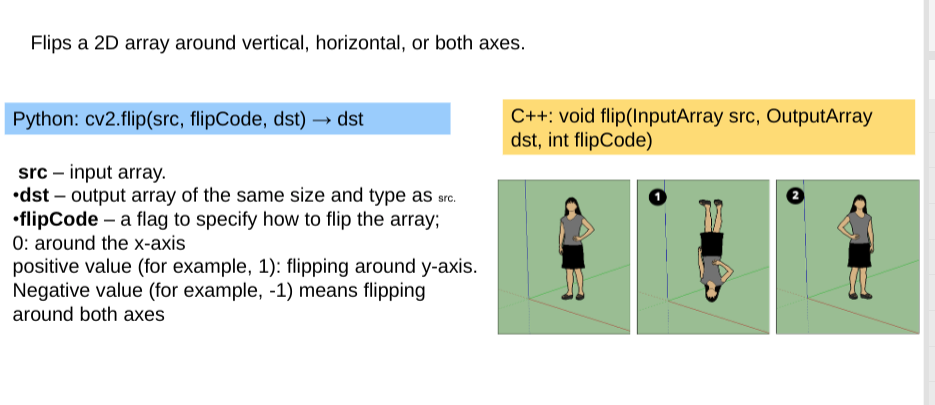 Flips a 2D array around vertical, horizontal, or both axes.
Python: cv2.flip(src, flipCode, dst) → dst
src – input array.
•dst – output array of the same size and type as src.
•flipCode – a flag to specify how to flip the array;
0: around the x-axis
positive value (for example, 1): flipping around y-axis.
Negative value (for example, -1) means flipping
around both axes
C++: void flip(InputArray src, OutputArray
dst, int flipCode)
1
2